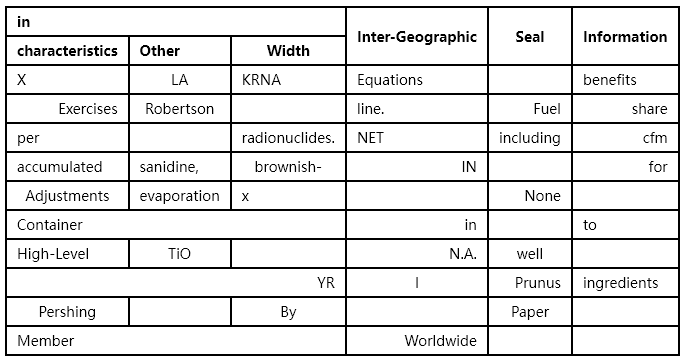 in Inter-Geographic Seal Information
characteristics Other Width
X LA KRNA Equations benefits
Exercises Robertson line. Fuel share
per radionuclides. NET including cfm
accumulated sanidine, brownish- IN for
Adjustments evaporation x None
Container in to
High-Level TiO N.A. well
YR I Prunus ingredients
Pershing By Paper
Member Worldwide